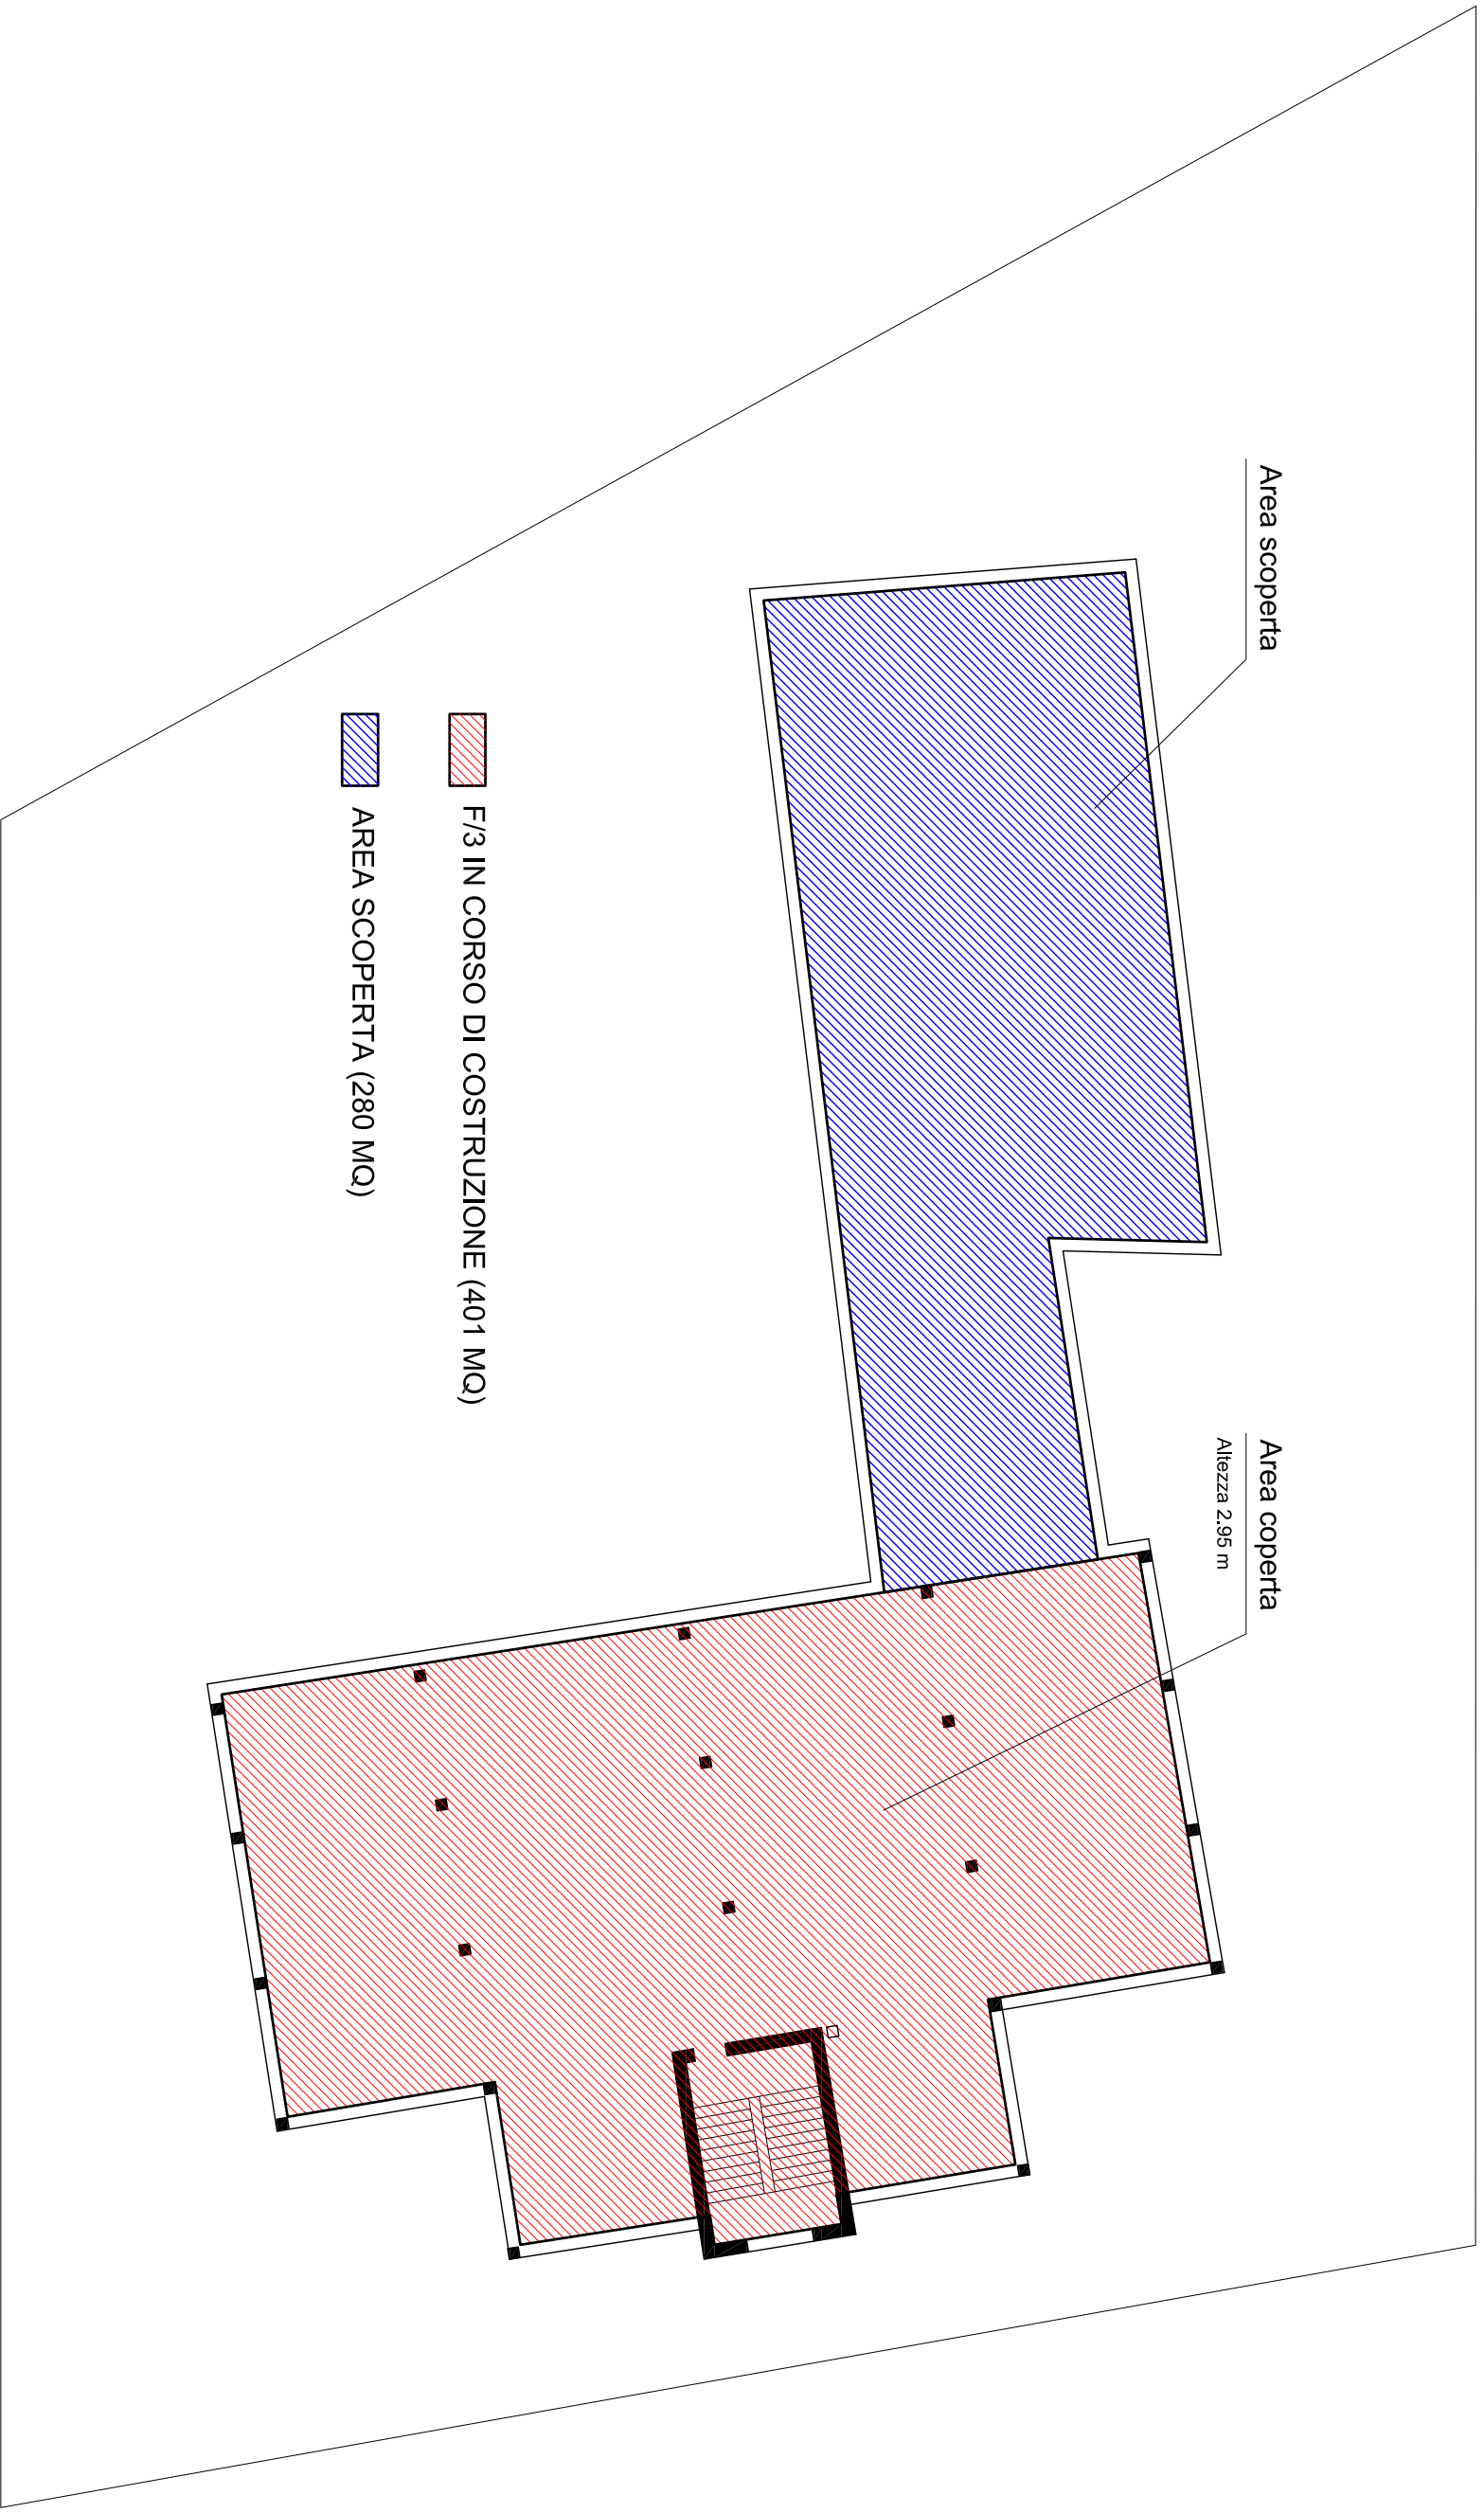 Area scoperta
Area coperta
Altezza 2.95 m
F/3 IN CORSO DI COSTRUZIONE (401 MQ)
AREA SCOPERTA (280 MQ)